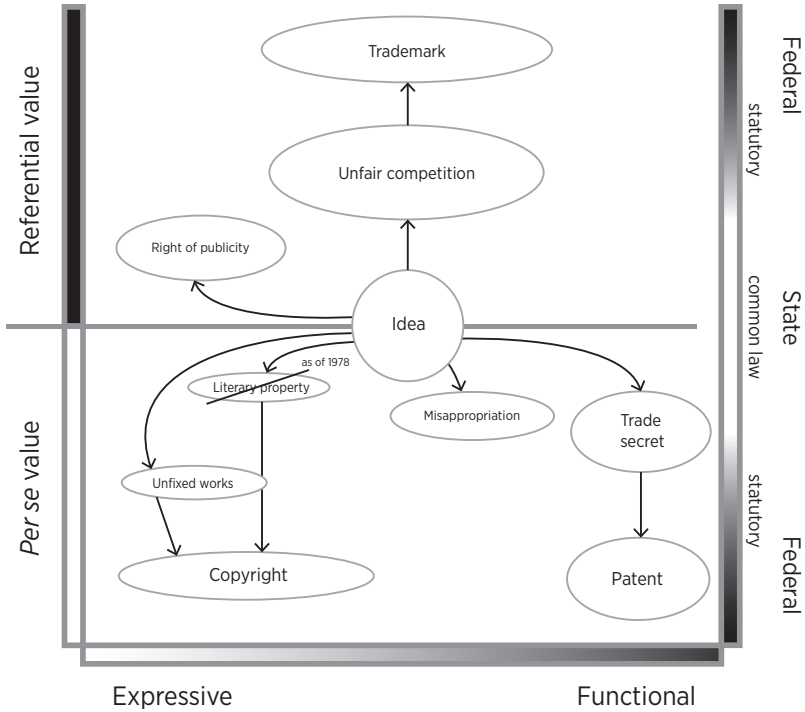 Trademark
Federal
statutory
Unfair competition
Referential value
Right of publicity
Idea
State
common law
as of 1978
Literary property
Misappropriation
Trade
secret
Unfixed works
Per se value
statutory
Copyright
Patent
Federal
Expressive
Functional